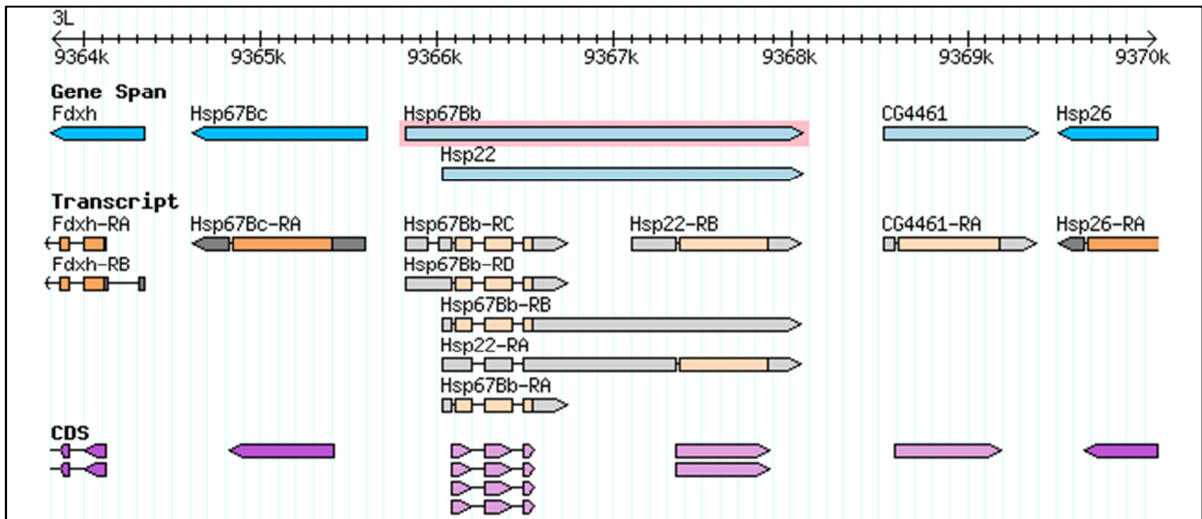 3L
9364k 9365k 9366k 9367k 9368k 9369k 9370k
Gene Span
Fdxh Hsp67Bc Hsp67Bb CG4461 Hsp26
Hsp22
Transcript
Fdxh-RA Hsp67Bc-RA Hsp67Bb-RC Hsp22-RB CG4461-RA Hsp26-RA
Fdxh-RB Hsp67Bb-RD
Hsp67Bb-RB
Hsp22-RA
Hsp67Bb-RA
CDS